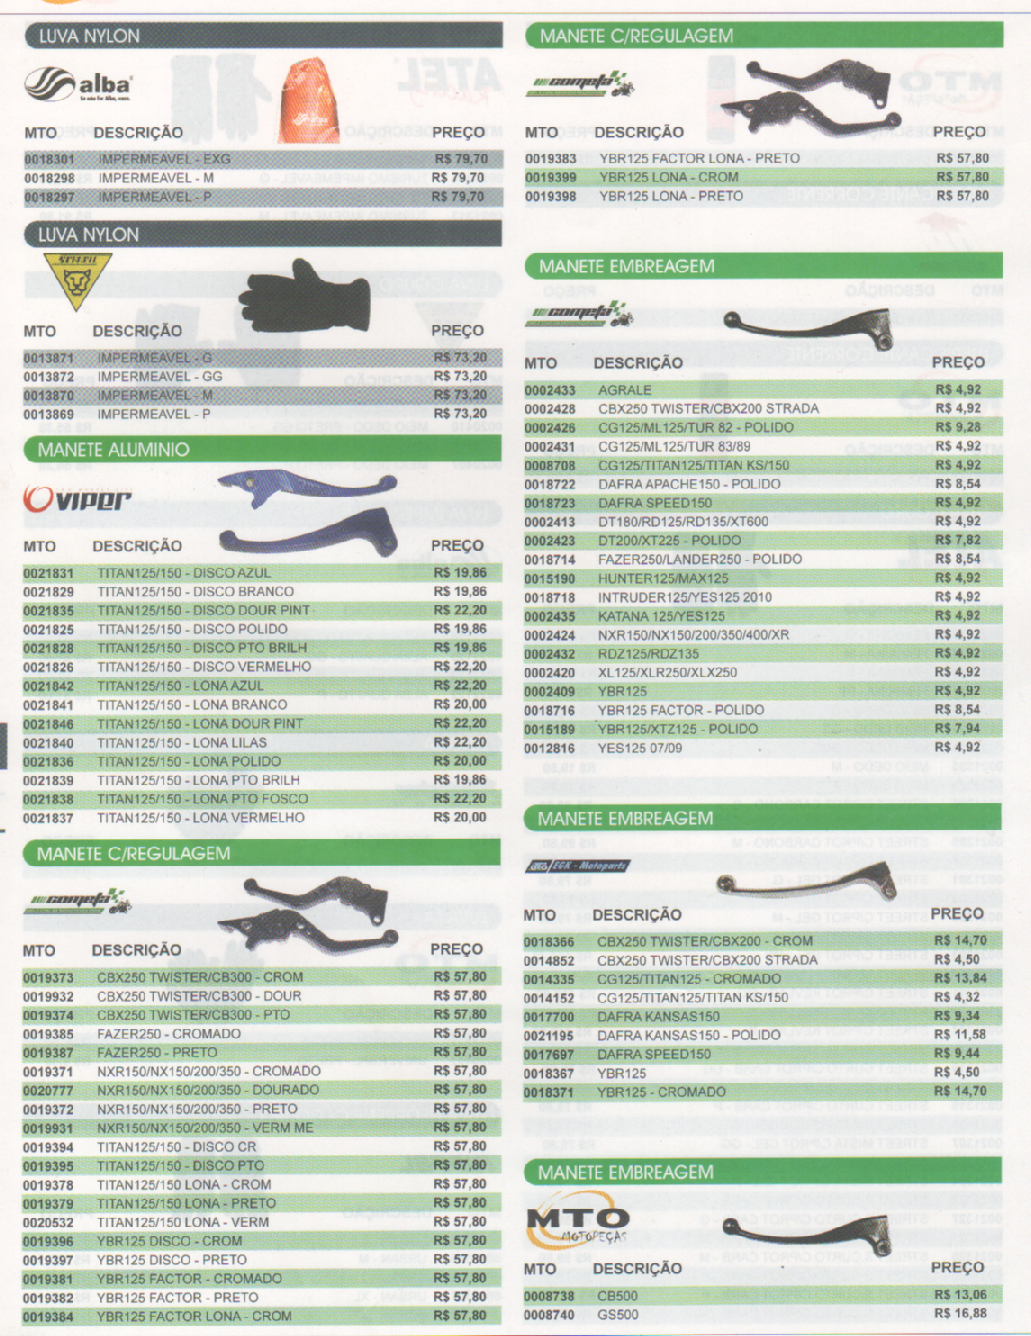 LUVA NYLON
alba
MTO DESCRIÇÃO PREÇO
0018301 IMPERMEAVEL - EXG R$ 79,70
0018298 IMPERMEAVEL - M R$ 79,70
0018297 IMPERMEAVEL - P R$ 79,70
LUVA NYLON
MTO DESCRIÇÃO PREÇO
0013871 IMPERMEAVEL - G R$ 73,20
0013872 IMPERMEAVEL - GG R$ 73,20
0013870 IMPERMEAVEL - M R$ 73,20
0013869 IMPERMEAVEL - P R$ 73,20
MANETE ALUMINIO
VIPER
MTO DESCRIÇÃO PREÇO
0021831 TITAN125/150 - DISCO AZUL R$ 19,86
0021829 TITAN125/150 - DISCO BRANCO R$ 19,86
0021835 TITAN125/150 - DISCO DOUR PINT R$ 22,20
0021825 TITAN125/150 - DISCO POLIDO R$ 19,86
0021828 TITAN125/150 - DISCO PTO BRILH R$ 19,86
0021826 TITAN125/150 - DISCO VERMELHO R$ 22,20
0021842 TITAN125/150 - LONA AZUL R$ 22,20
0021841 TITAN125/150 - LONA BRANCO R$ 20,00
0021846 TITAN125/150 - LONA DOUR PINT R$ 22,20
0021840 TITAN125/150 - LONA LILAS R$ 22,20
0021836 TITAN125/150 - LONA POLIDO R$ 20,00
0021839 TITAN125/150 - LONA PTO BRILH R$ 19,86
0021838 TITAN125/150 - LONA PTO FOSCO R$ 22,20
0021837 TITAN125/150 - LONA VERMELHO R$ 20,00
MANETE C/REGULAGEM
cometa
MTO DESCRIÇÃO PREÇO
0019373 CBX250 TWISTER/CB300 - CROM R$ 57,80
0019932 CBX250 TWISTER/CB300 - DOUR R$ 57,80
0019374 CBX250 TWISTER/CB300 - PTO R$ 57,80
0019385 FAZER250 - CROMADO R$ 57,80
0019387 FAZER250 - PRETO R$ 57,80
0019371 NXR150/NX150/200/350 - CROMADO R$ 57,80
0020777 NXR150/NX150/200/350 - DOURADO R$ 57,80
0019372 NXR150/NX150/200/350 - PRETO R$ 57,80
0019931 NXR150/NX150/200/350 - VERM ME R$ 57,80
0019394 TITAN125/150 - DISCO CR R$ 57,80
0019395 TITAN125/150 - DISCO PTO R$ 57,80
0019378 TITAN125/150 LONA - CROM R$ 57,80
0019379 TITAN125/150 LONA - PRETO R$ 57,80
0020532 TITAN125/150 LONA - VERM R$ 57,80
0019396 YBR125 DISCO - CROM R$ 57,80
0019397 YBR125 DISCO - PRETO R$ 57,80
0019381 YBR125 FACTOR - CROMADO R$ 57,80
0019382 YBR125 FACTOR - PRETO R$ 57,80
0019384 YBR125 FACTOR LONA - CROM R$ 57,80
MANETE C/REGULAGEM
cometa
MTO DESCRIÇÃO PREÇO
0019383 YBR125 FACTOR LONA - PRETO R$ 57,80
0019399 YBR125 LONA - CROM R$ 57,80
0019398 YBR125 LONA - PRETO R$ 57,80
MANETE EMBREAGEM
cometa
MTO DESCRIÇÃO PREÇO
0002433 AGRALE R$ 4,92
0002428 CBX250 TWISTER/CBX200 STRADA R$ 4,92
0002426 CG125/ML125/TUR 82 - POLIDO R$ 9,28
0002431 CG125/ML125/TUR 83/89 R$ 4,92
0008708 CG125/TITAN125/TITAN KS/150 R$ 4,92
0018722 DAFRA APACHE150 - POLIDO R$ 8,54
0018723 DAFRA SPEED150 R$ 4,92
0002413 DT180/RD125/RD135/XT600 R$ 4,92
0002423 DT200/XT225 - POLIDO R$ 7,82
0018714 FAZER250/LANDER250 - POLIDO R$ 8,54
0015190 HUNTER125/MAX125 R$ 4,92
0018718 INTRUDER125/YES125 2010 R$ 4,92
0002435 KATANA 125/YES125 R$ 4,92
0002424 NXR150/NX150/200/350/400/XR R$ 4,92
0002432 RDZ125/RDZ135 R$ 4,92
0002420 XL125/XLR250/XLX250 R$ 4,92
0002409 YBR125 R$ 4,92
0018716 YBR125 FACTOR - POLIDO R$ 8,54
0015189 YBR125/XTZ125 - POLIDO R$ 7,94
0012816 YES125 07/09 R$ 4,92
MANETE EMBREAGEM
EGK - Motoparts
MTO DESCRIÇÃO PREÇO
0018366 CBX250 TWISTER/CBX200 - CROM R$ 14,70
0014852 CBX250 TWISTER/CBX200 STRADA R$ 4,50
0014335 CG125/TITAN125 - CROMADO R$ 13,84
0014152 CG125/TITAN125/TITAN KS/150 R$ 4,32
0017700 DAFRA KANSAS150 R$ 9,34
0021195 DAFRA KANSAS150 - POLIDO R$ 11,58
0017697 DAFRA SPEED150 R$ 9,44
0018367 YBR125 R$ 4,50
0018371 YBR125 - CROMADO R$ 14,70
MANETE EMBREAGEM
MTO
MOTOPEÇAS
MTO DESCRIÇÃO PREÇO
0008738 CB500 R$ 13,06
0008740 GS500 R$ 16,88